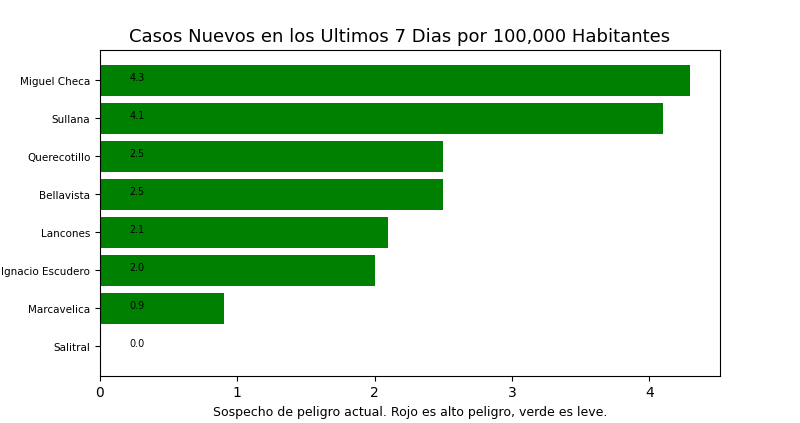 Casos Nuevos en los Ultimos 7 Dias por 100,000 Habitantes
Miguel Checa 4.3
Sullana 4.1
Querecotillo 2.5
Bellavista 2.5
Lancones 2.1
Ignacio Escudero 2.0
Marcavelica 0.9
Salitral 0.0
0 1 2 3 4
Sospecho de peligro actual. Rojo es alto peligro, verde es leve.